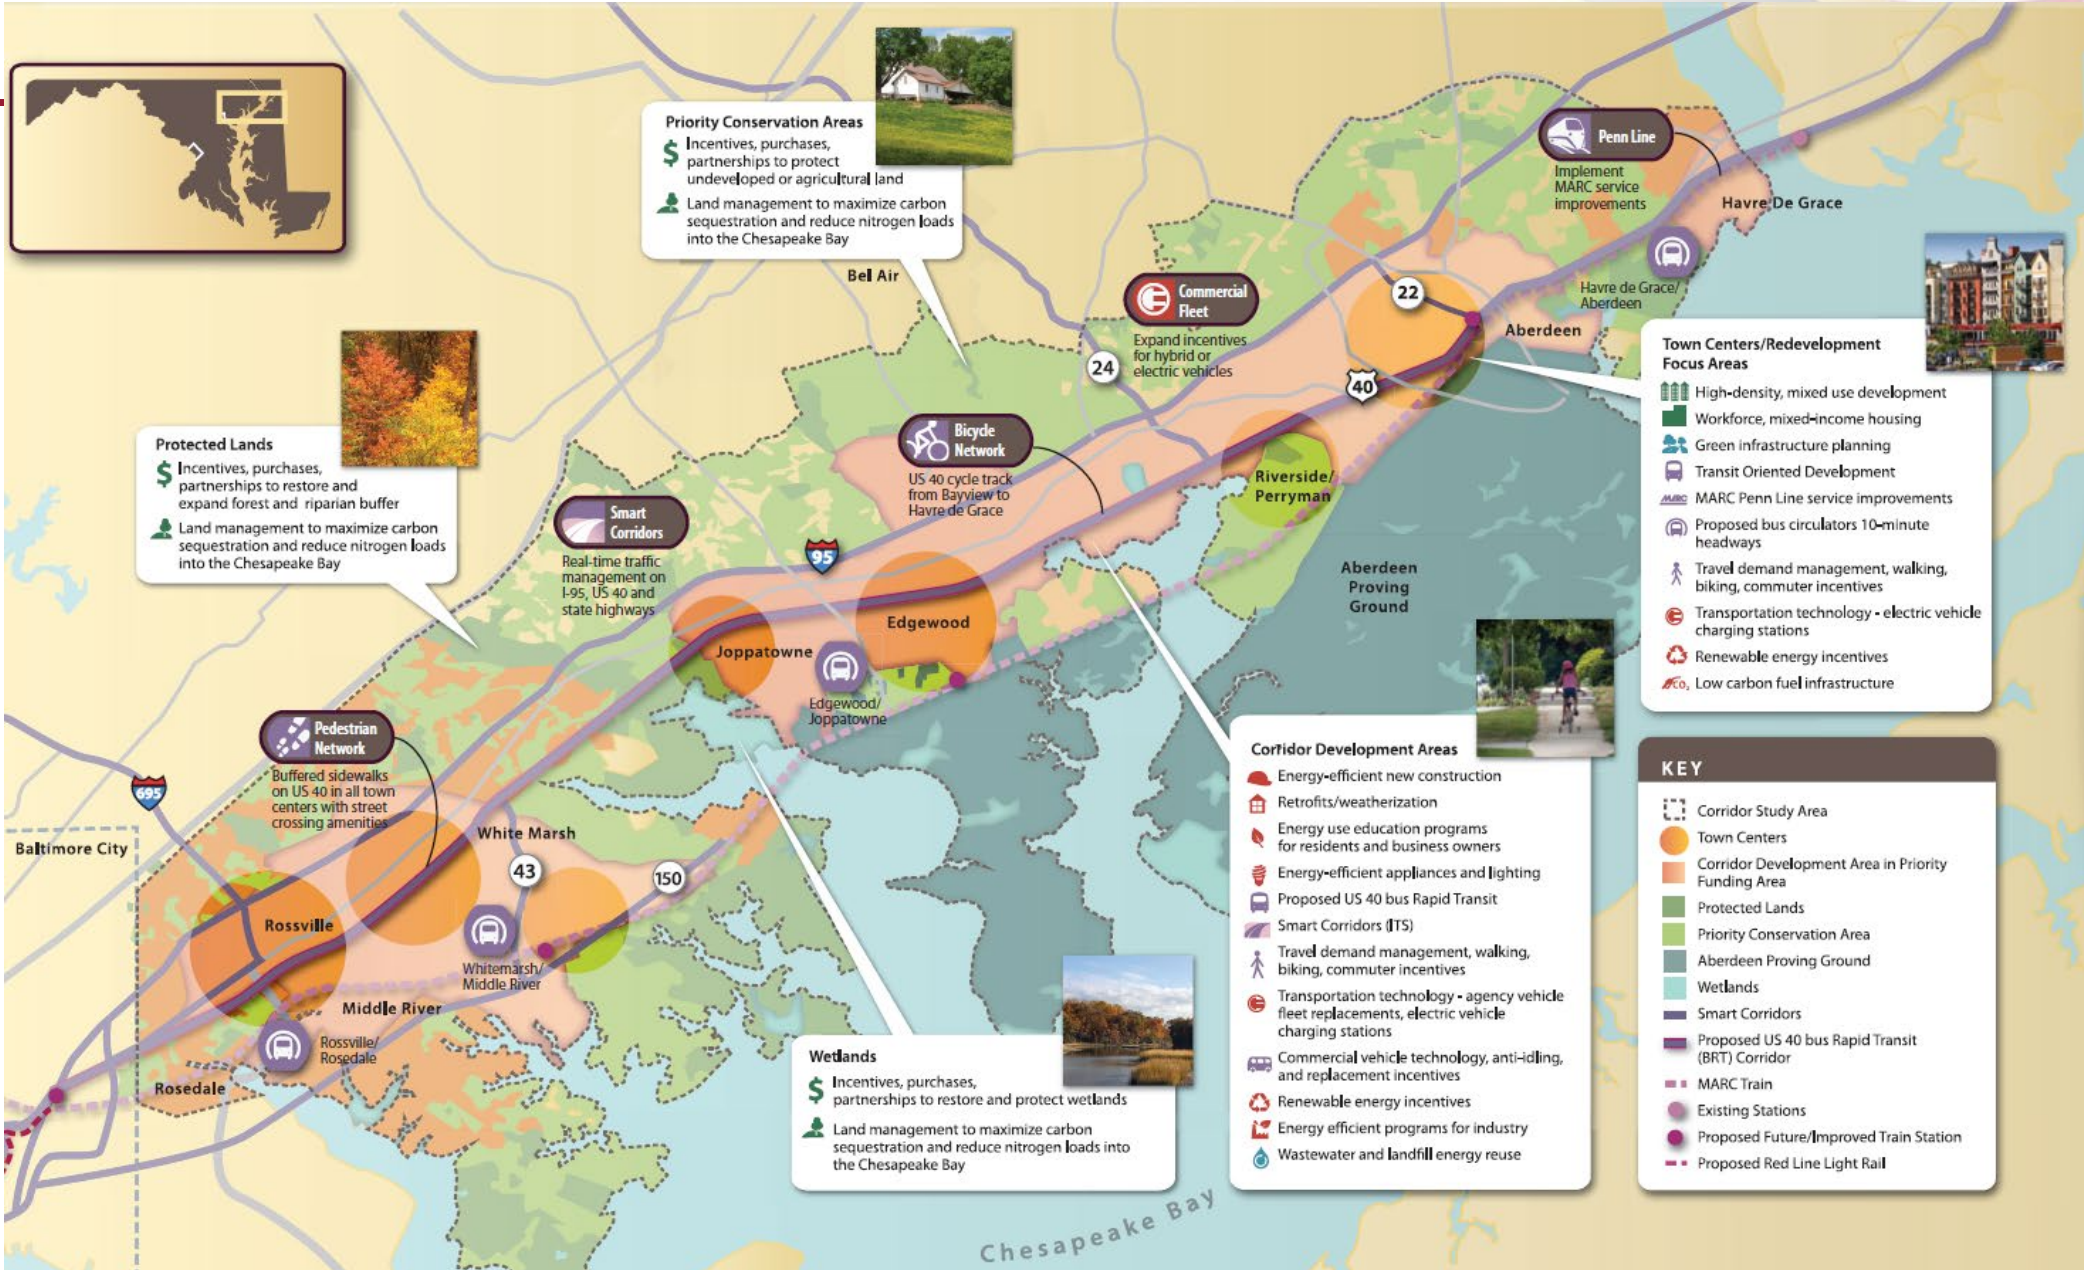 Priority Conservation Areas
$ Incentives, purchases,
partnerships to protect
undeveloped or agricultural land
Land management to maximize carbon
sequestration and reduce nitrogen loads
into the Chesapeake Bay
Bel Air
Penn Line
Implement
MARC service
improvements
Havre De Grace
Havre de Grace/
Aberdeen
Commercial
Fleet
Expand incentives
for hybrid or
electric vehicles
22
24
40
Aberdeen
Protected Lands
$ Incentives, purchases,
partnerships to restore and
expand forest and riparian buffer
Land management to maximize carbon
sequestration and reduce nitrogen loads
into the Chesapeake Bay
Smart
Corridors
Real-time traffic
management on
I-95, US 40 and
state highways
Bicycle
Network
US 40 cycle track
from Bayview to
Havre de Grace
95
Riverside/
Perryman
Aberdeen
Proving
Ground
Edgewood
Joppatowne
Edgewood/
Joppatowne
Pedestrian
Network
Buffered sidewalks
on US 40 in all town
centers with street
crossing amenities
695
Baltimore City
White Marsh
43
150
Rossville
Whitemarsh/
Middle River
Middle River
Rossville/
Rosedale
Rosedale
Wetlands
$ Incentives, purchases,
partnerships to restore and protect wetlands
Land management to maximize carbon
sequestration and reduce nitrogen loads into
the Chesapeake Bay
Chesapeake Bay
Town Centers/Redevelopment
Focus Areas
High-density, mixed use development
Workforce, mixed-income housing
Green infrastructure planning
Transit Oriented Development
MARC MARC Penn Line service improvements
Proposed bus circulators 10-minute
headways
Travel demand management, walking,
biking, commuter incentives
Transportation technology - electric vehicle
charging stations
Renewable energy incentives
CO₂ Low carbon fuel infrastructure
Corridor Development Areas
Energy-efficient new construction
Retrofits/weatherization
Energy use education programs
for residents and business owners
Energy-efficient appliances and lighting
Proposed US 40 bus Rapid Transit
Smart Corridors (ITS)
Travel demand management, walking,
biking, commuter incentives
Transportation technology - agency vehicle
fleet replacements, electric vehicle
charging stations
Commercial vehicle technology, anti-idling,
and replacement incentives
Renewable energy incentives
Energy efficient programs for industry
Wastewater and landfill energy reuse
KEY
Corridor Study Area
Town Centers
Corridor Development Area in Priority
Funding Area
Protected Lands
Priority Conservation Area
Aberdeen Proving Ground
Wetlands
Smart Corridors
Proposed US 40 bus Rapid Transit
(BRT) Corridor
MARC Train
Existing Stations
Proposed Future/Improved Train Station
Proposed Red Line Light Rail